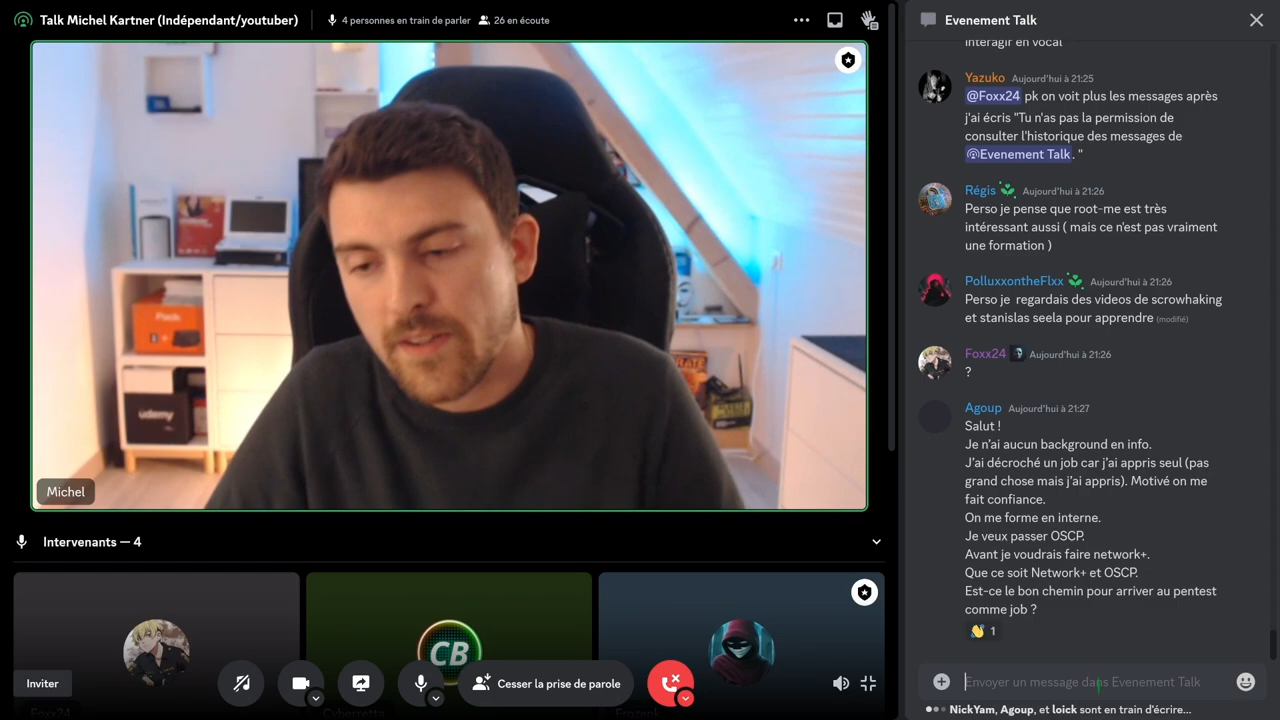 Talk Michel Kartner (Indépendant/youtuber)
4 personnes en train de parler
26 en écoute
Evenement Talk
interagir en vocal
Yazuko Aujourd'hui à 21:25
@Foxx24 pk on voit plus les messages après
j'ai écris "Tu n'as pas la permission de
consulter l'historique des messages de
Evenement Talk. "
Régis Aujourd'hui à 21:26
Perso je pense que root-me est très
intéressant aussi ( mais ce n'est pas vraiment
une formation )
PolluxxontheFlxx Aujourd'hui à 21:26
Perso je regardais des videos de scrowhaking
et stanislas seela pour apprendre (modifié)
Foxx24 Aujourd'hui à 21:26
?
Agoup Aujourd'hui à 21:27
Salut !
Je n'ai aucun background en info.
J'ai décroché un job car j'ai appris seul (pas
grand chose mais j'ai appris). Motivé on me
fait confiance.
On me forme en interne.
Je veux passer OSCP.
Avant je voudrais faire network+.
Que ce soit Network+ et OSCP.
Est-ce le bon chemin pour arriver au pentest
comme job ?
👋 1
udemy
Michel
Intervenants — 4
CB
Inviter
Cesser la prise de parole
Foxx24
Envoyer un message dans Evenement Talk
NickYam, Agoup, et loick sont en train d'écrire...